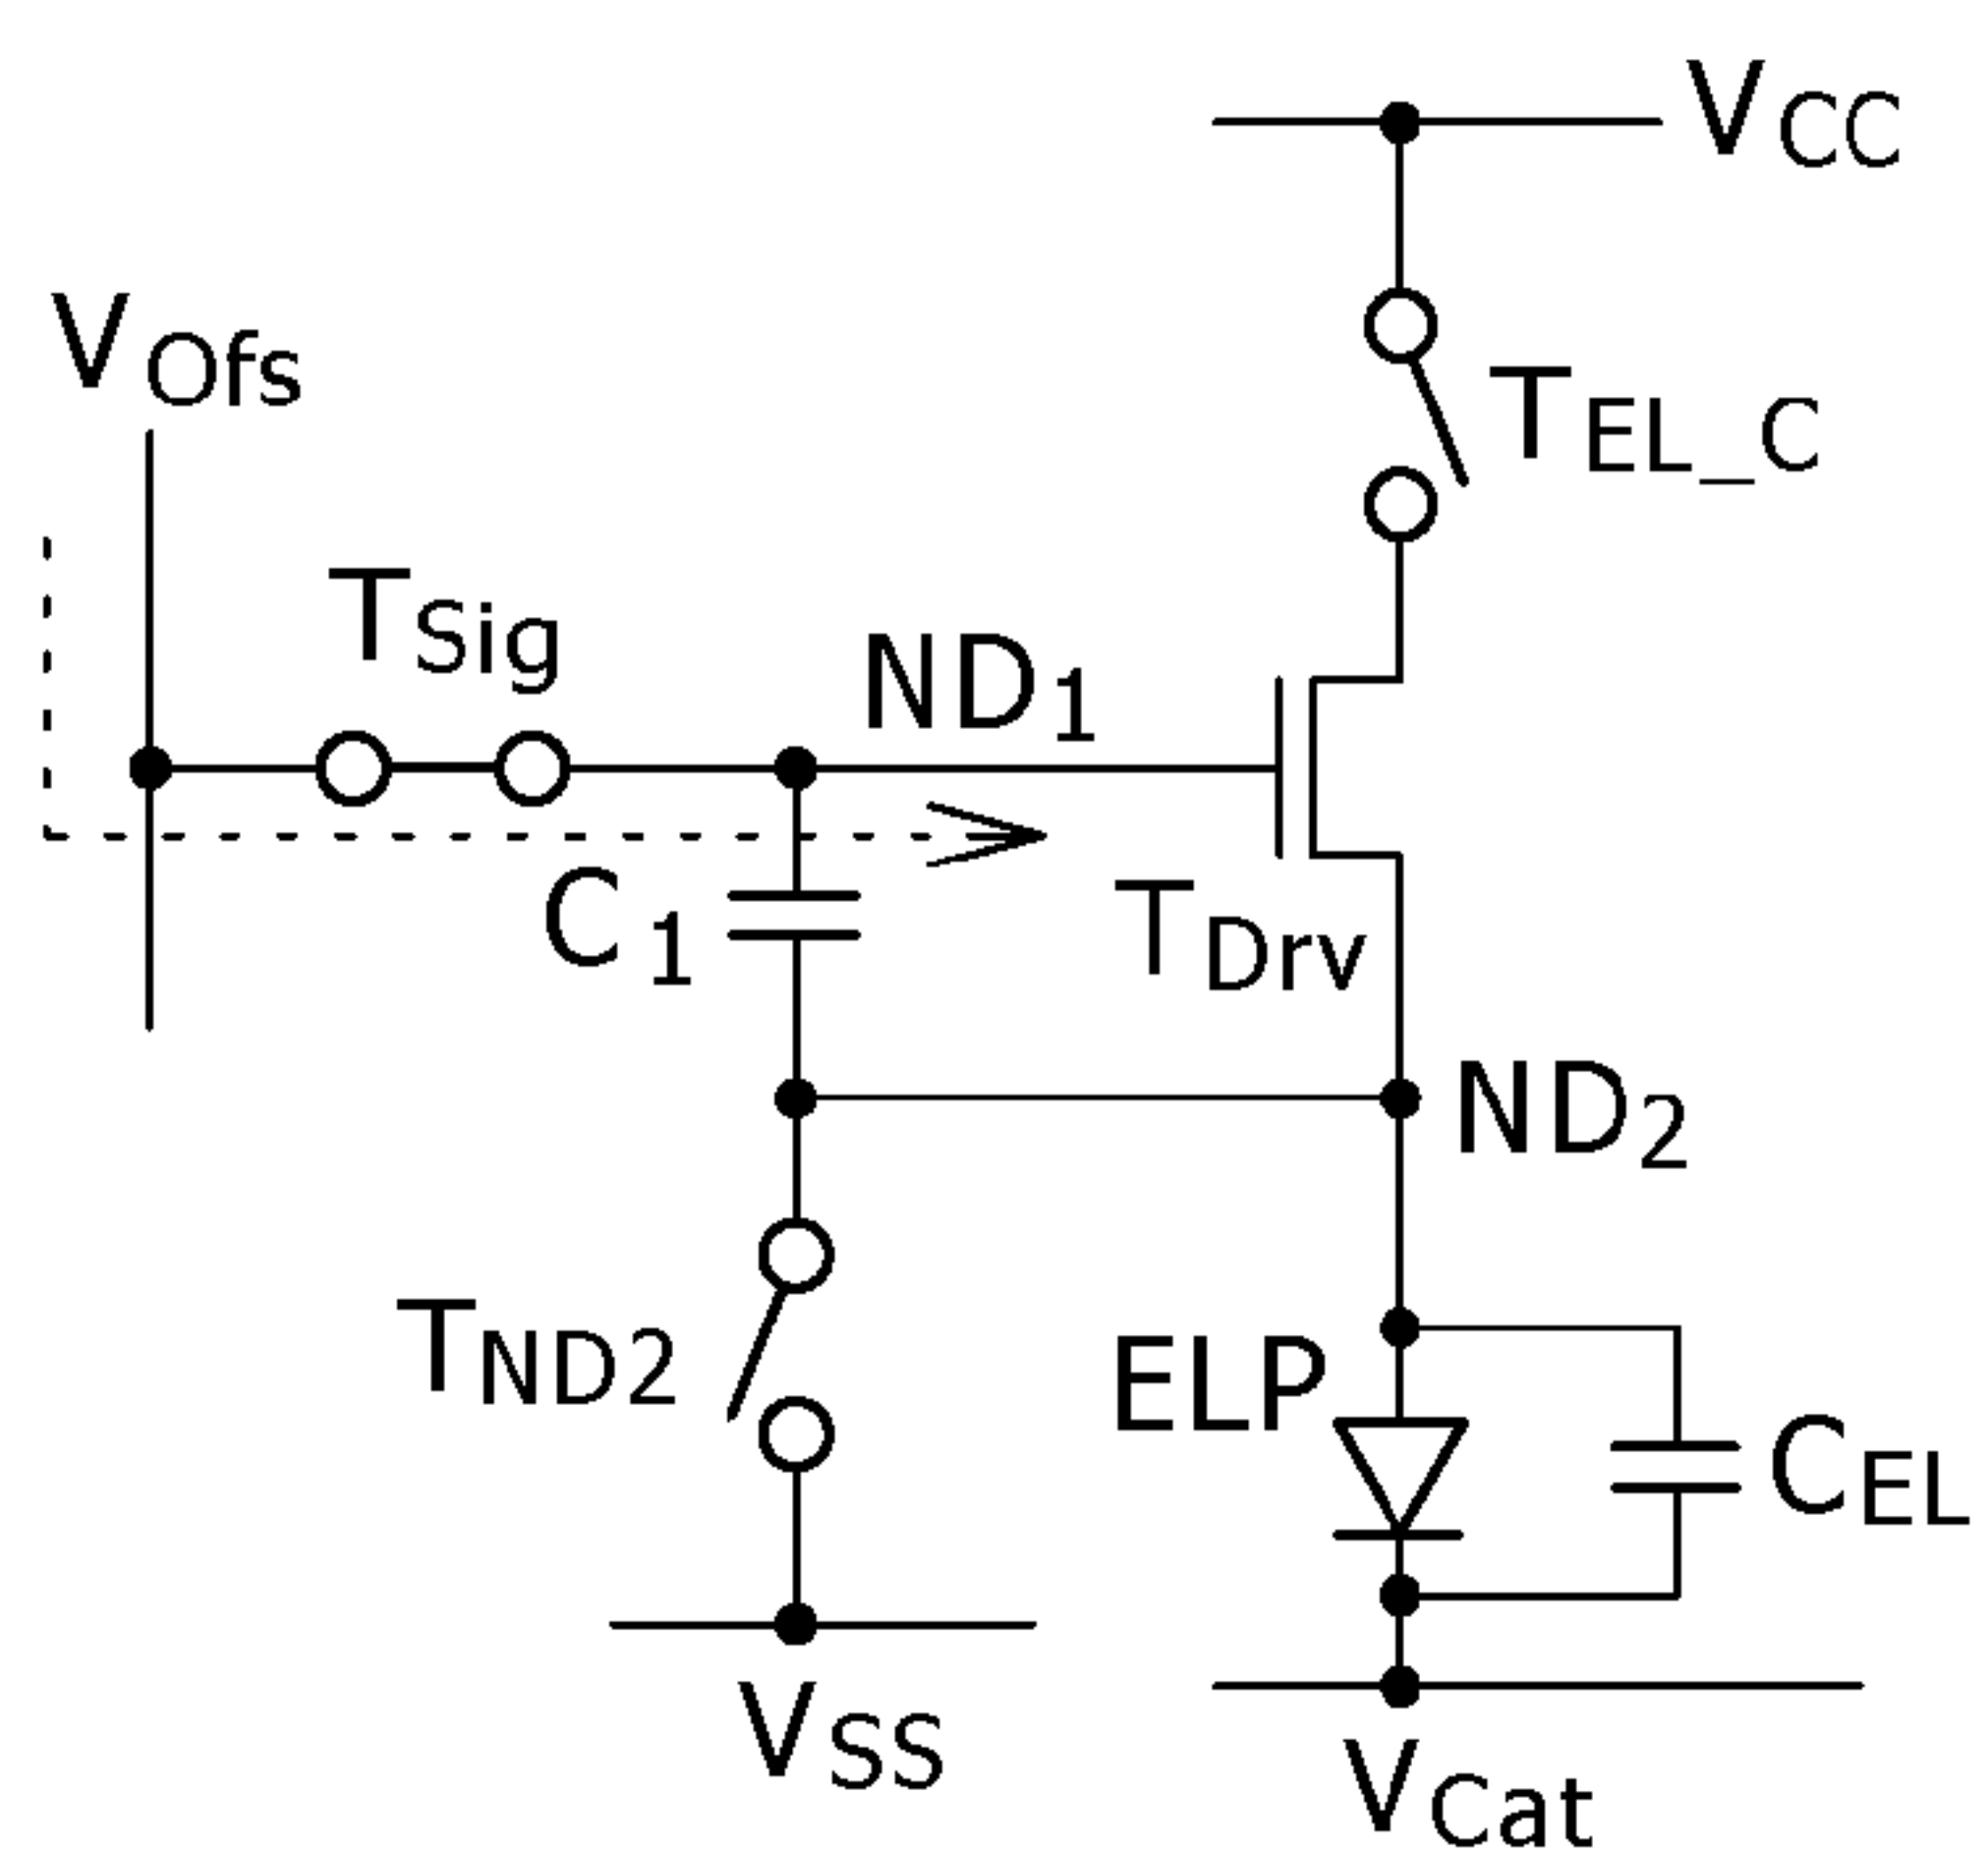 VCC
VOfs
TEL_C
TSig
ND1
C1
TDrv
ND2
TND2
ELP
CEL
VSS
VCat